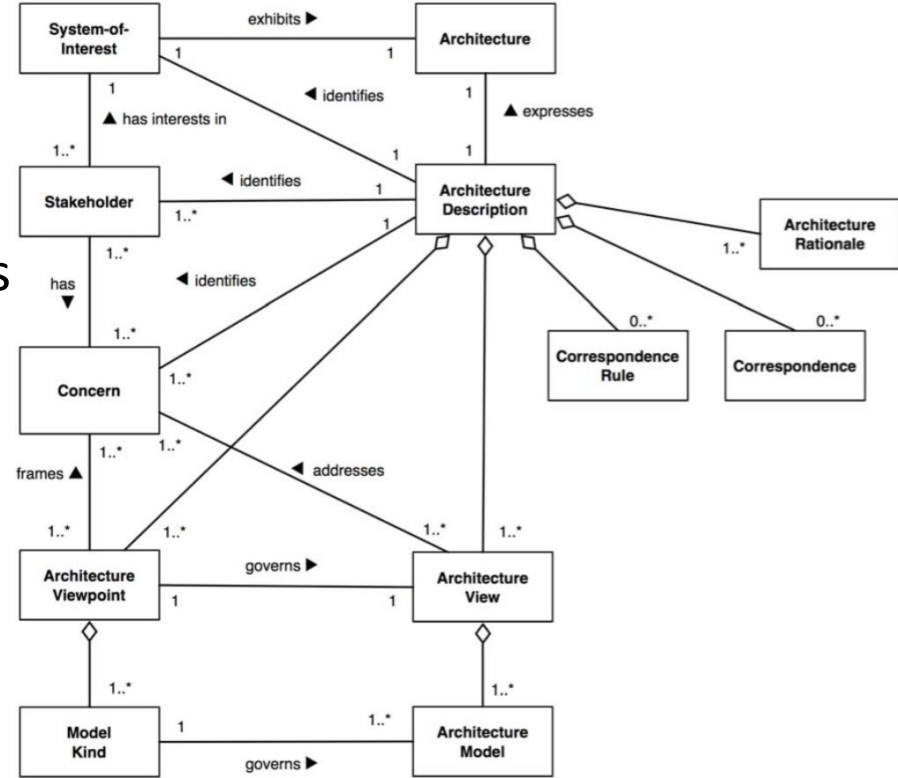 exhibits ▶
System-of-
Interest
Architecture
1
1
1
◀ identifies
1
▲ has interests in
▲ expresses
1..*
1
1
◀ identifies
1
Stakeholder
Architecture
Description
1..*
1
Architecture
Rationale
1..*
1..*
s
has
▼
◀ identifies
1..*
0..*
0..*
Concern
1..*
Correspondence
Rule
Correspondence
1..*
1..*
frames ▲
◀ addresses
1..*
1..*
1..*
1..*
Architecture
Viewpoint
governs ▶
Architecture
View
1
1
1..*
1..*
Model
Kind
1
1..*
Architecture
Model
governs ▶